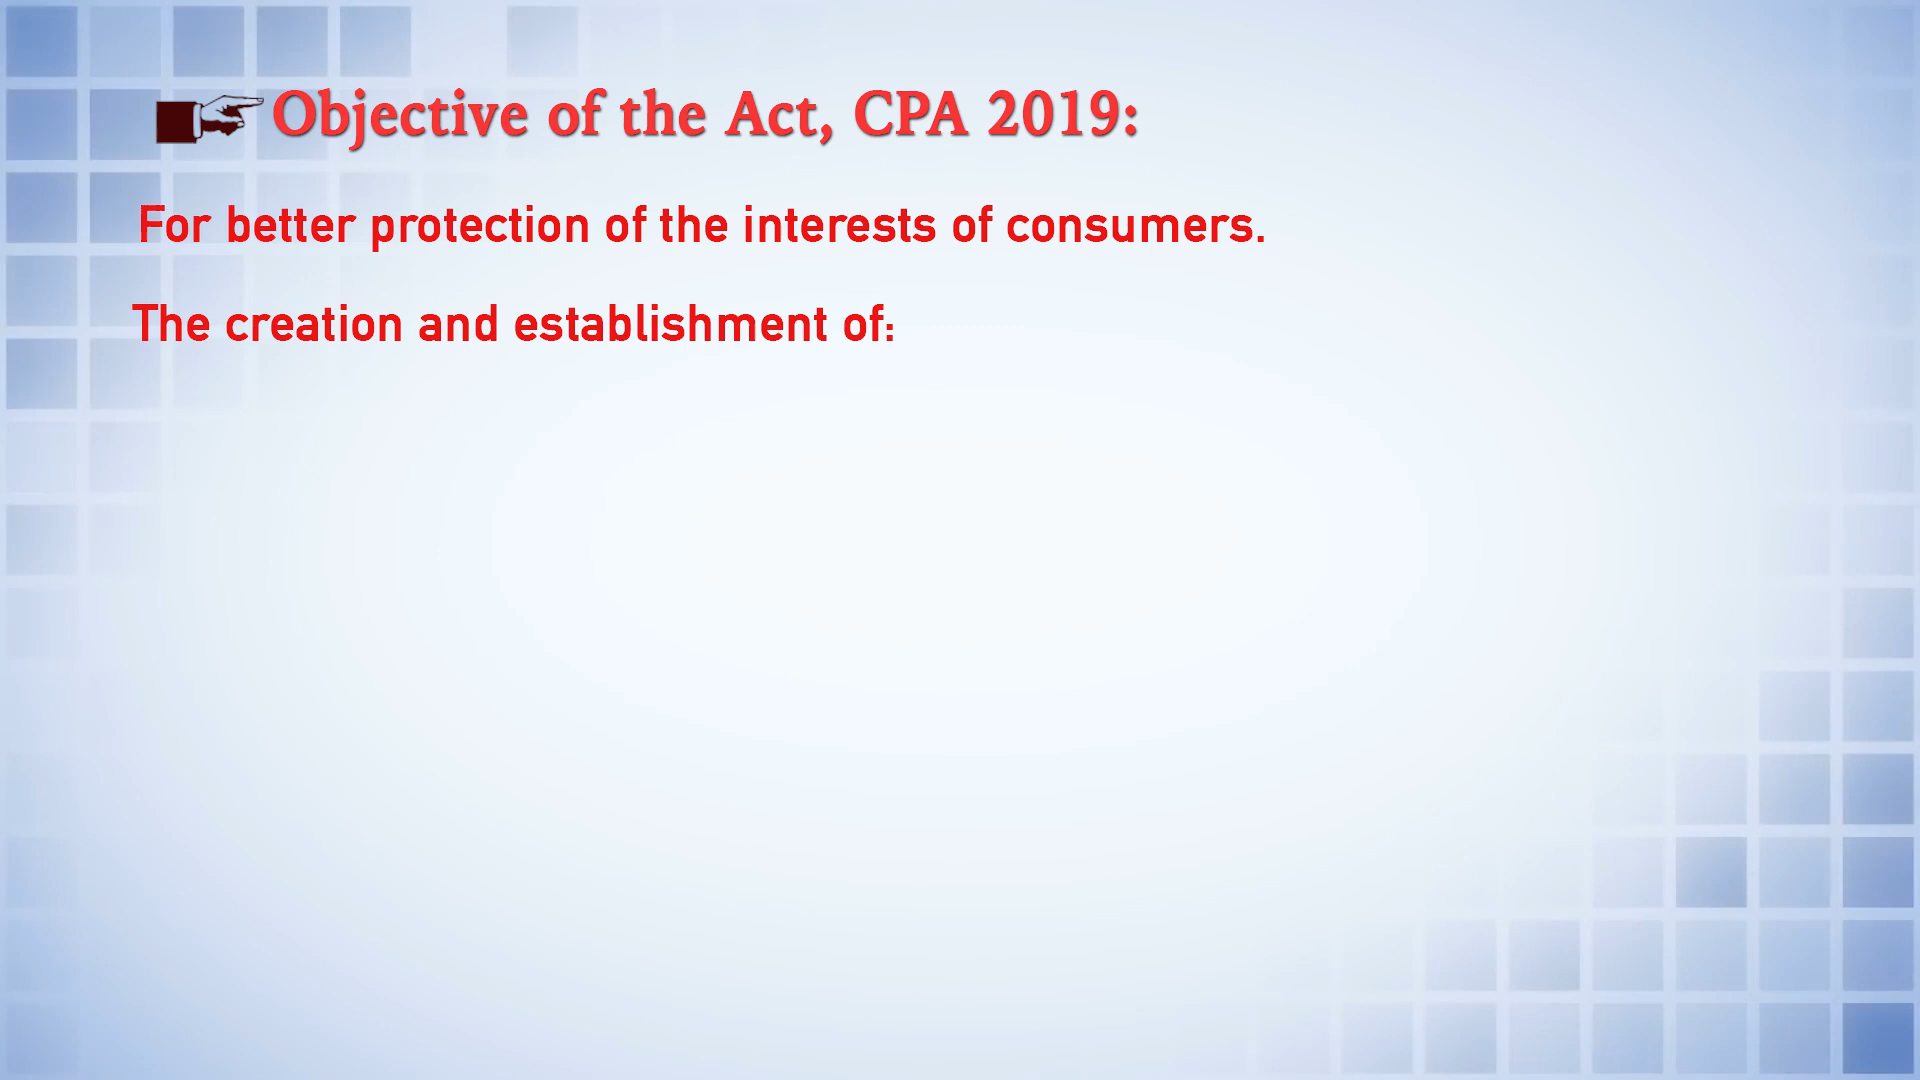 Objective of the Act, CPA 2019:
For better protection of the interests of consumers.
The creation and establishment of: